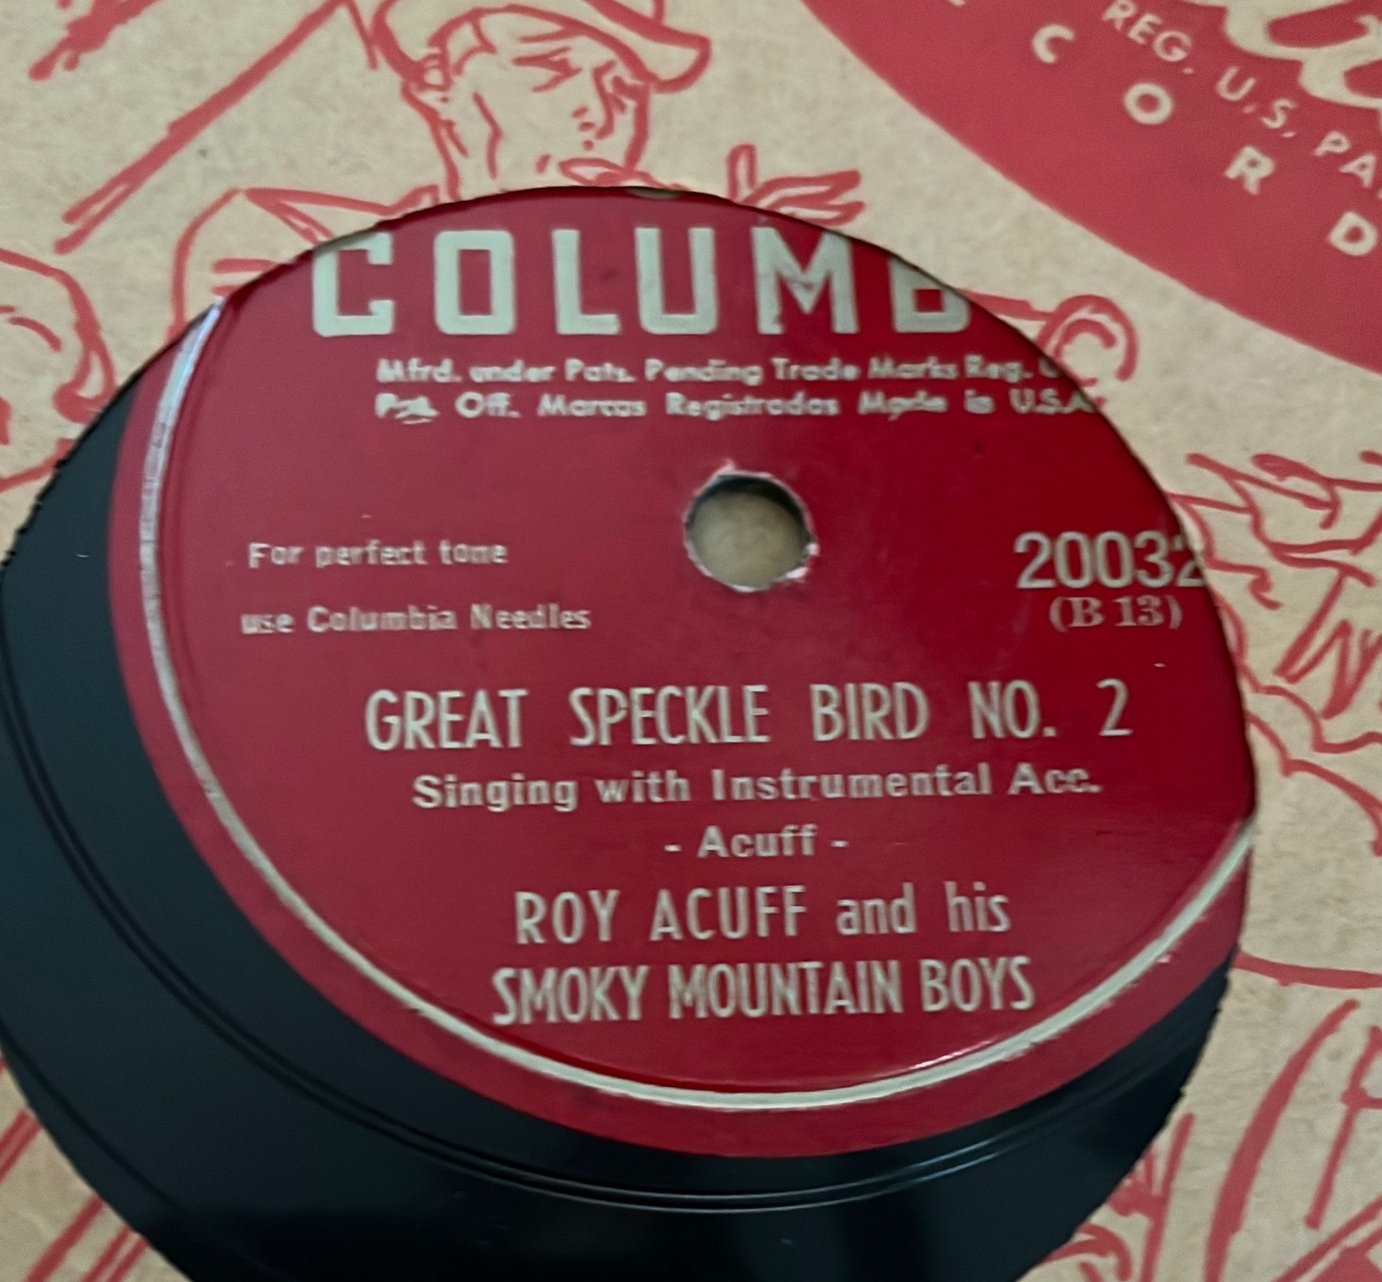 C O R D
REG. U.S. PA
COLUMB
Mfrd. under Pats. Pending Trade Marks Reg. U
Pat. Off. Marcas Registradas Made in U.S.A.
For perfect tone
use Columbia Needles
20032
(B 13)
GREAT SPECKLE BIRD NO. 2
Singing with Instrumental Acc.
- Acuff -
ROY ACUFF and his
SMOKY MOUNTAIN BOYS